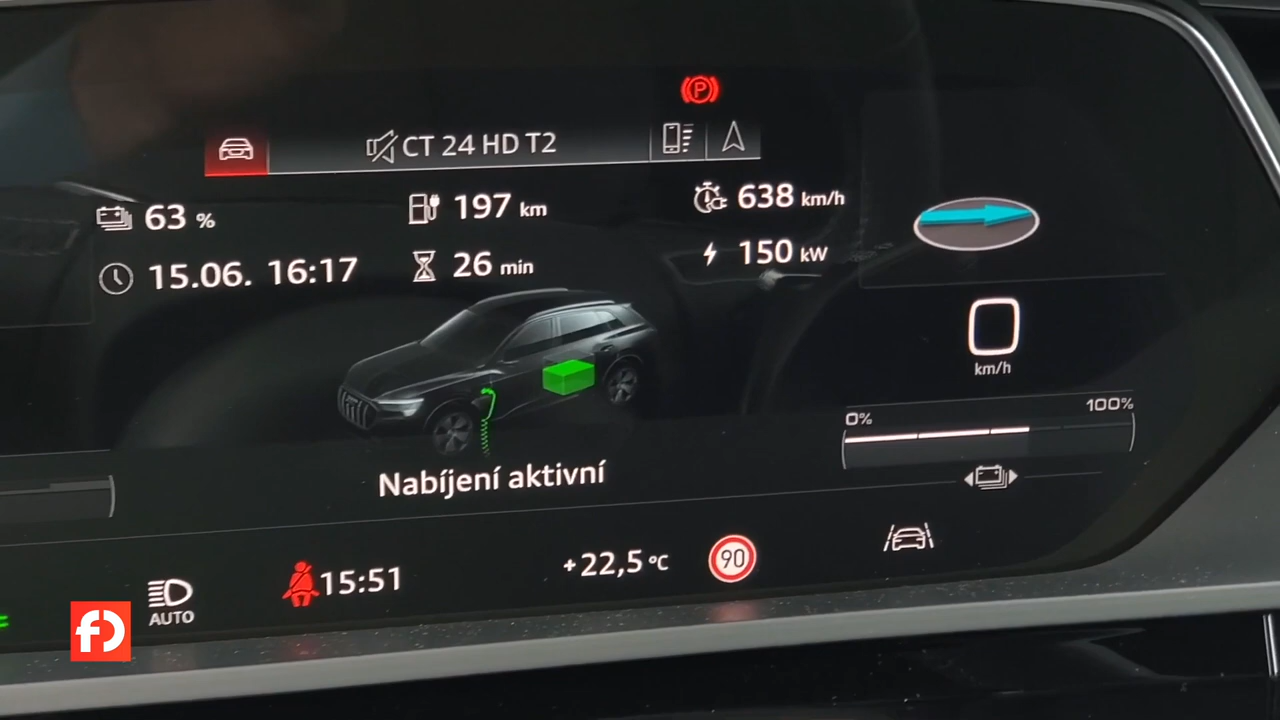 P
CT 24 HD T2
63 % 197 km 638 km/h
15.06. 16:17 26 min 150 kW
0
km/h
0% 100%
Nabíjení aktivní
AUTO 15:51 +22,5 °C 90
fD